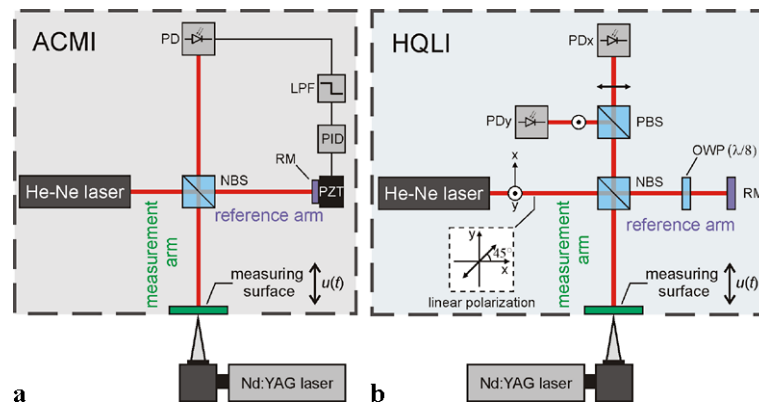 ACMI
PD
LPF
PID
RM
PZT
He-Ne laser
NBS
reference arm
measurement
arm
measuring
surface
u(t)
Nd:YAG laser
a
HQLI
PDx
PDy
PBS
OWP (λ/8)
x
y
He-Ne laser
NBS
RM
reference arm
measurement
arm
y
45°
x
linear polarization
measuring
surface
u(t)
Nd:YAG laser
b